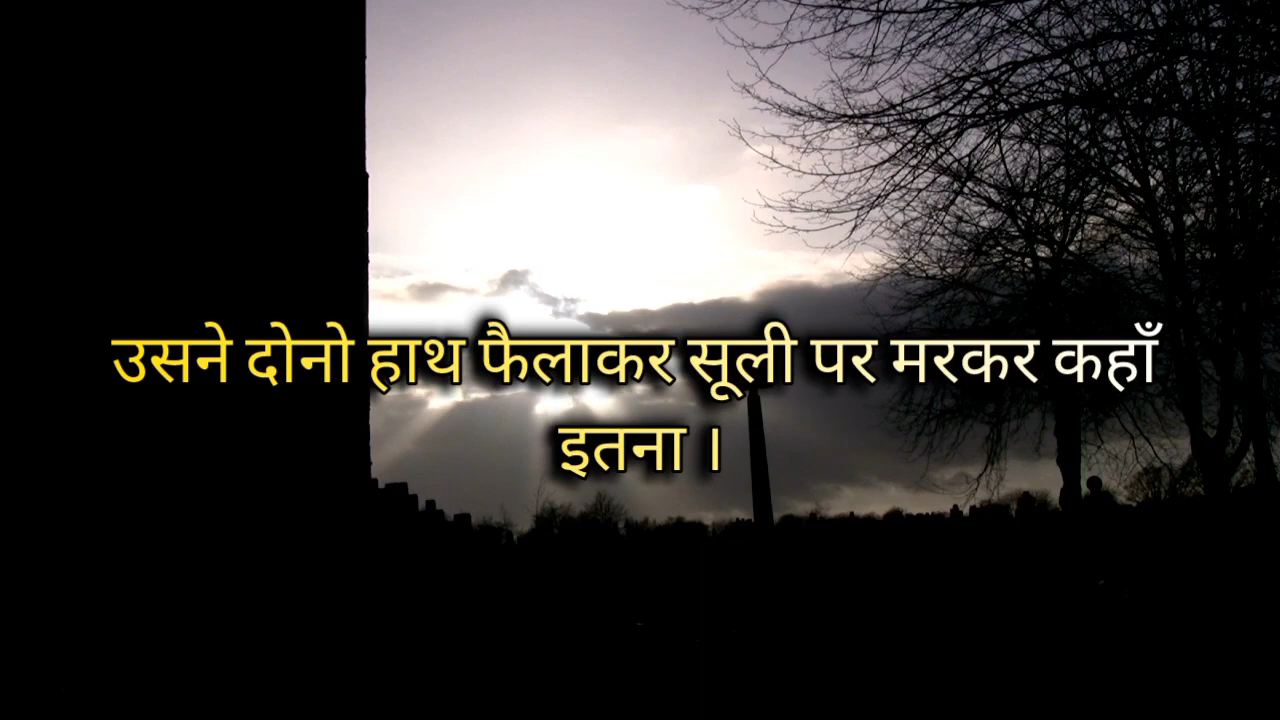 उसने दोनो हाथ फैलाकर सूली पर मरकर कहाँ
इतना ।